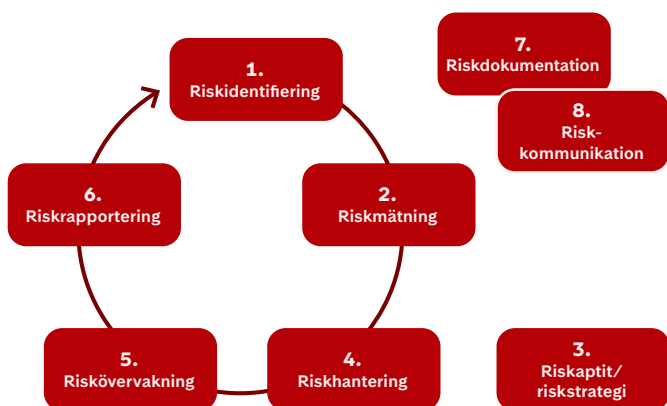 1.
Riskidentifiering
7.
Riskdokumentation
8.
Risk-
kommunikation
6.
Riskrapportering
2.
Riskmätning
5.
Riskövervakning
4.
Riskhantering
3.
Riskaptit/
riskstrategi